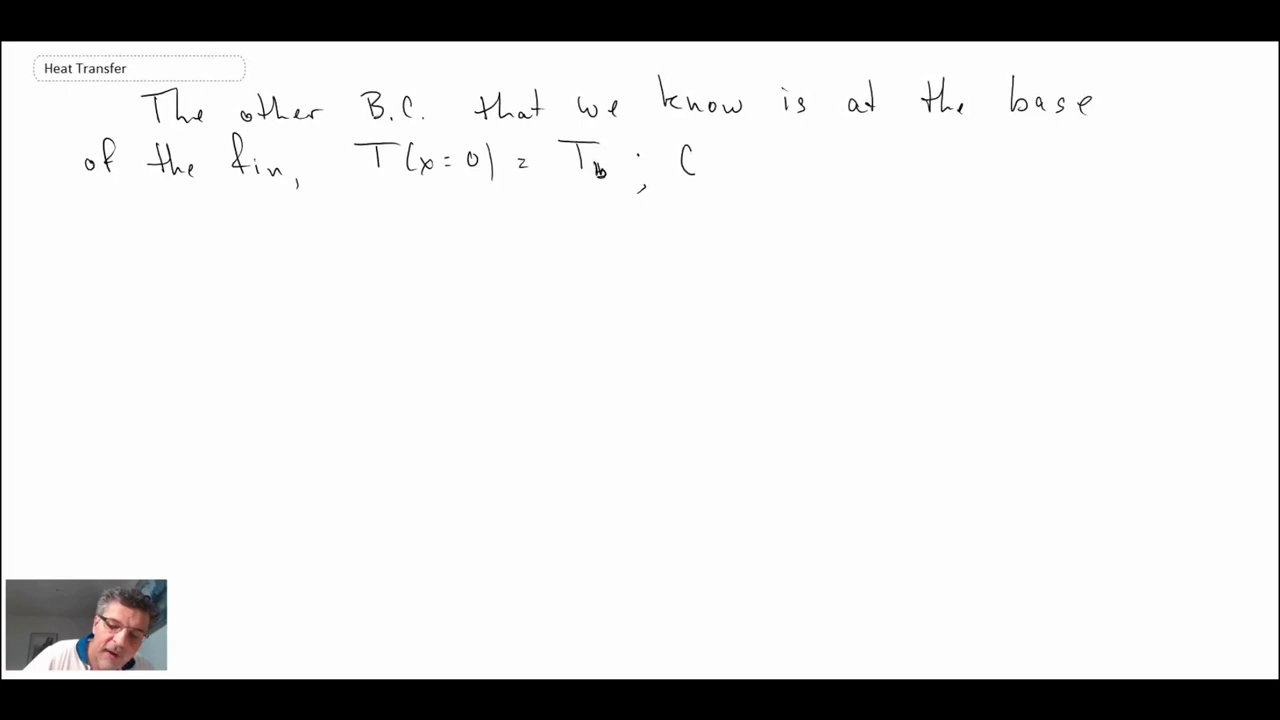 Heat Transfer
The other B.C. that we know is at the base
of the fin, T(x=0) = Tb ; (